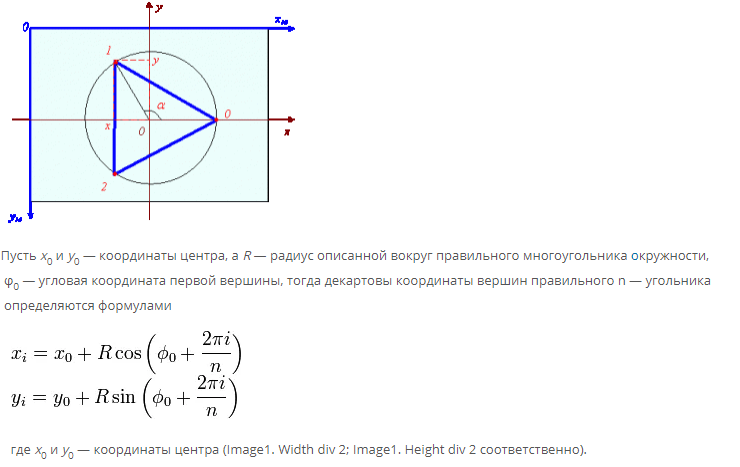 y
0 xм
1 y
α 0
x 0 x
2
yм
Пусть x0 и y0 — координаты центра, а R — радиус описанной вокруг правильного многоугольника окружности,
φ0 — угловая координата первой вершины, тогда декартовы координаты вершин правильного n — угольника
определяются формулами
xi = x0 + R cos (ϕ0 + 2πi/n)
yi = y0 + R sin (ϕ0 + 2πi/n)
где x0 и y0 — координаты центра (Image1. Width div 2; Image1. Height div 2 соответственно).